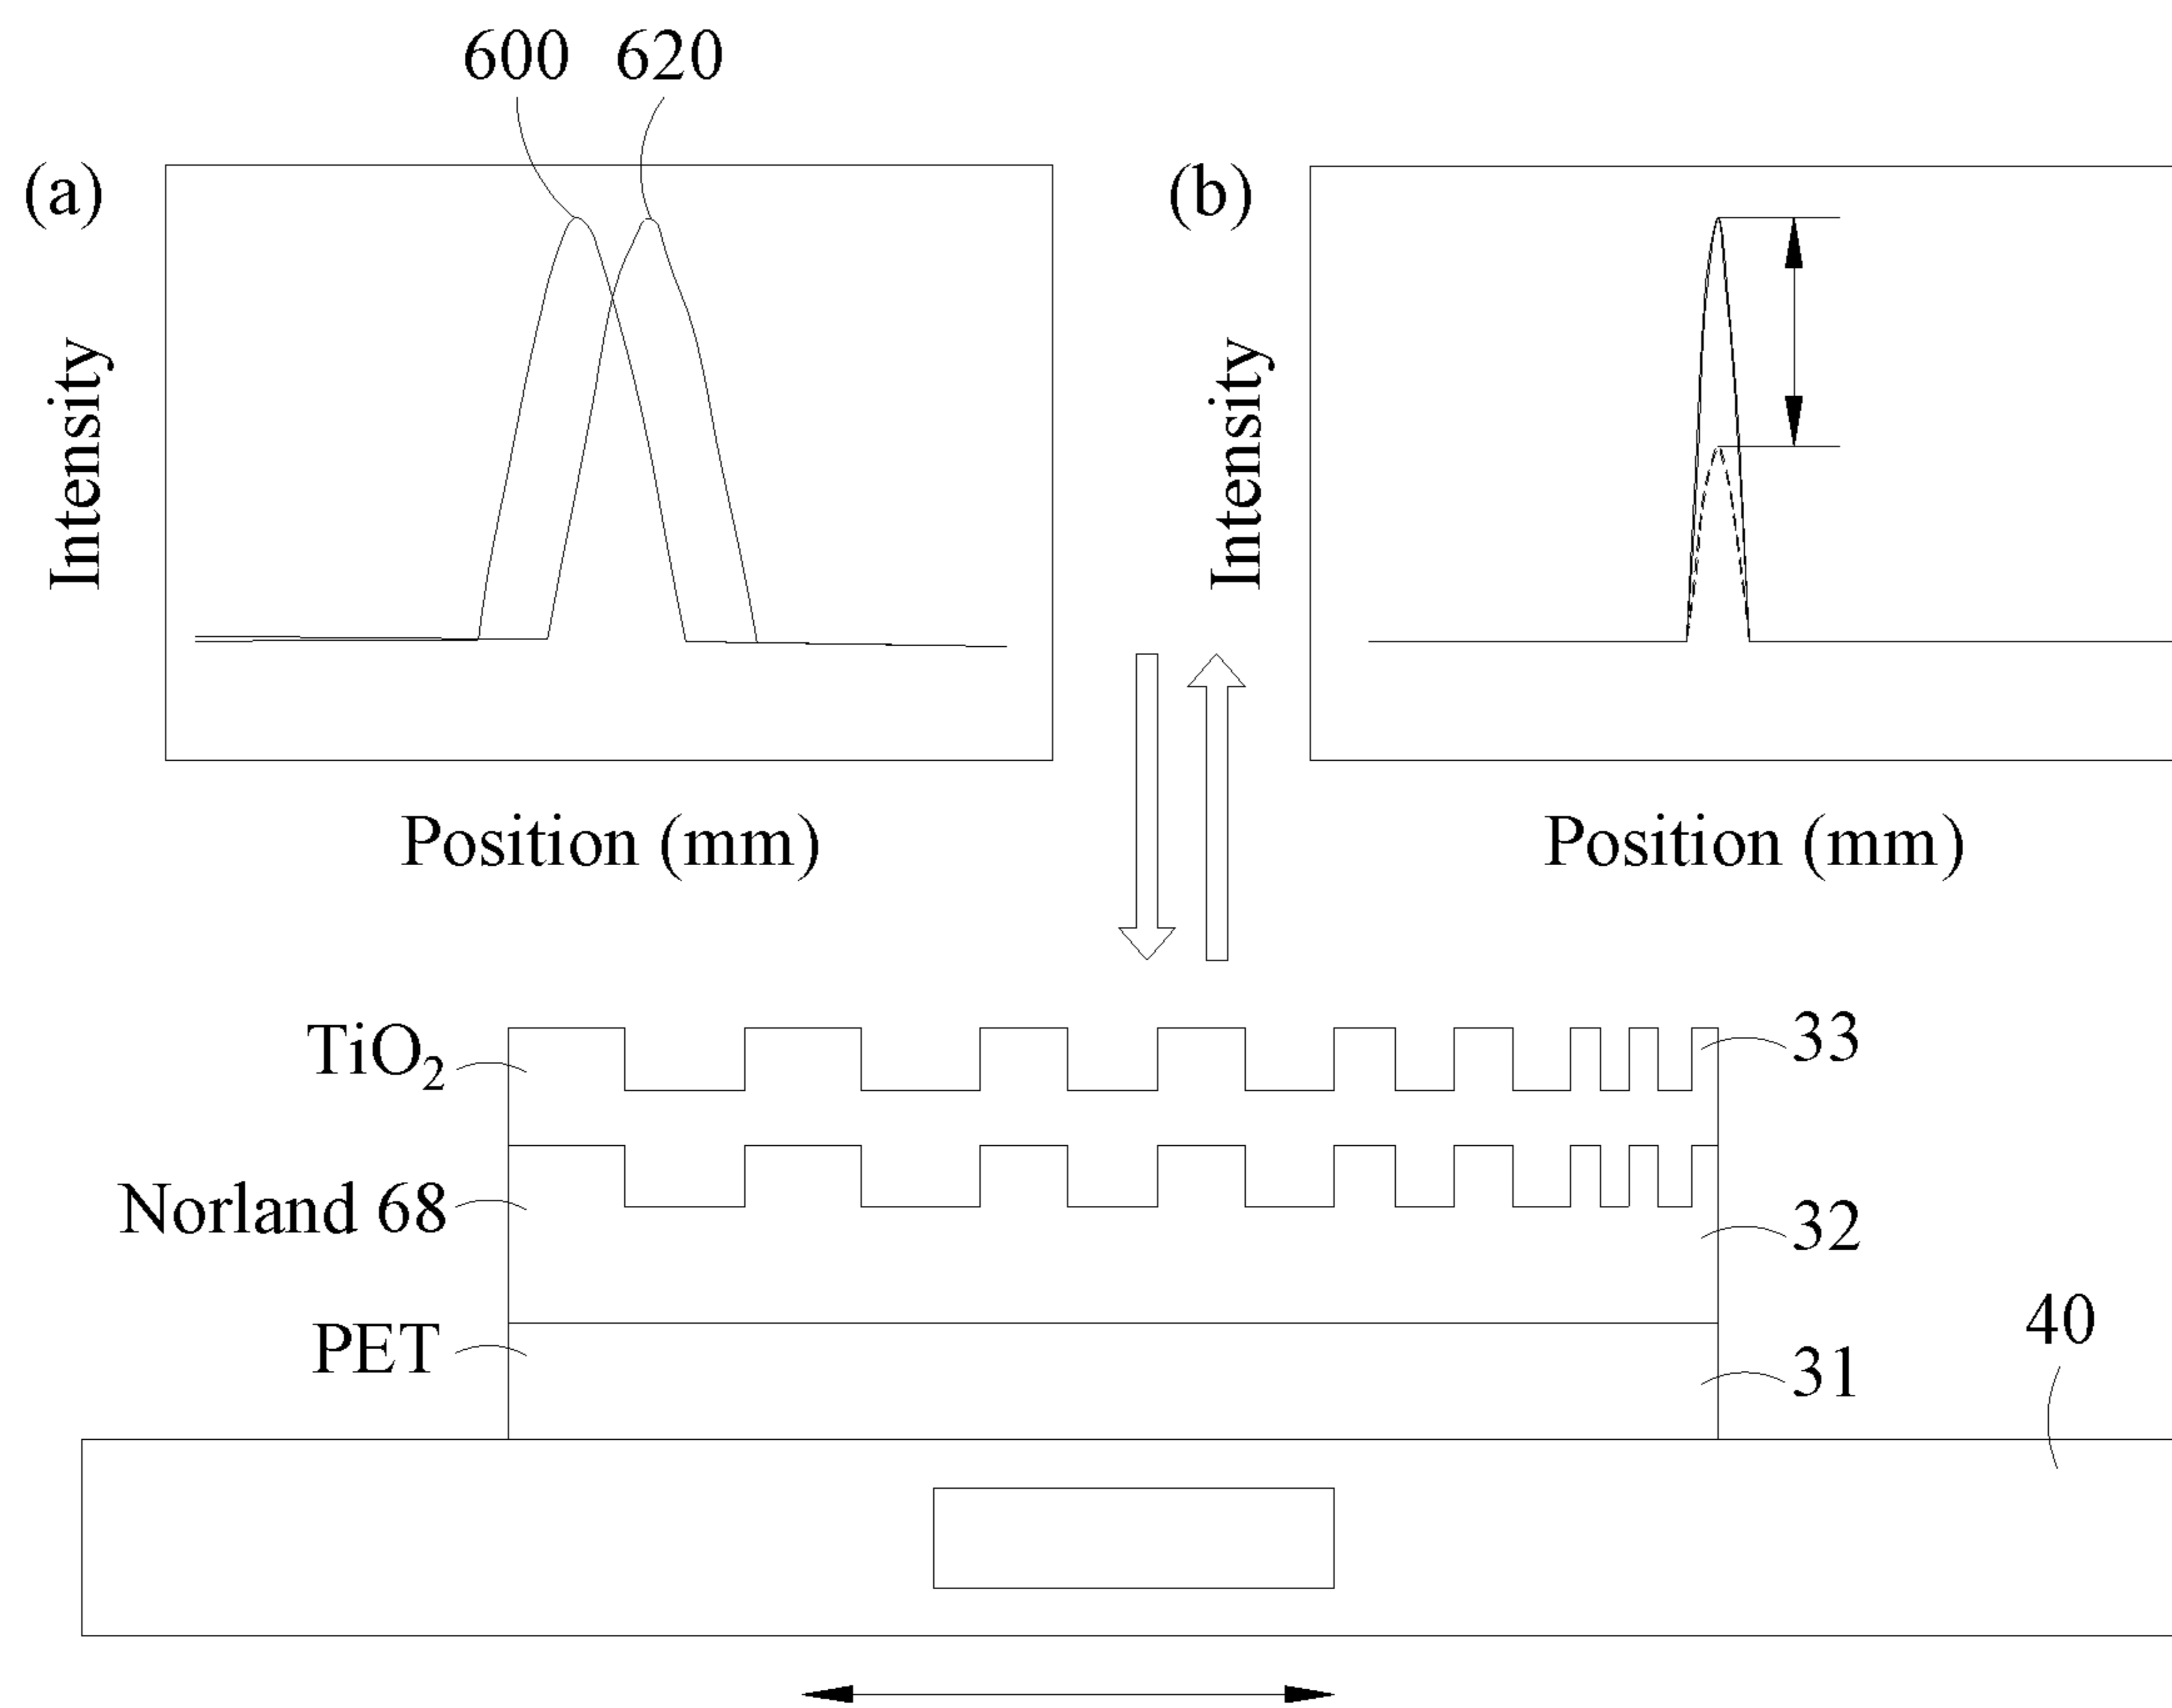 600 620
(a)
(b)
Intensity
Intensity
Position (mm)
Position (mm)
TiO₂
33
Norland 68
32
PET
31
40